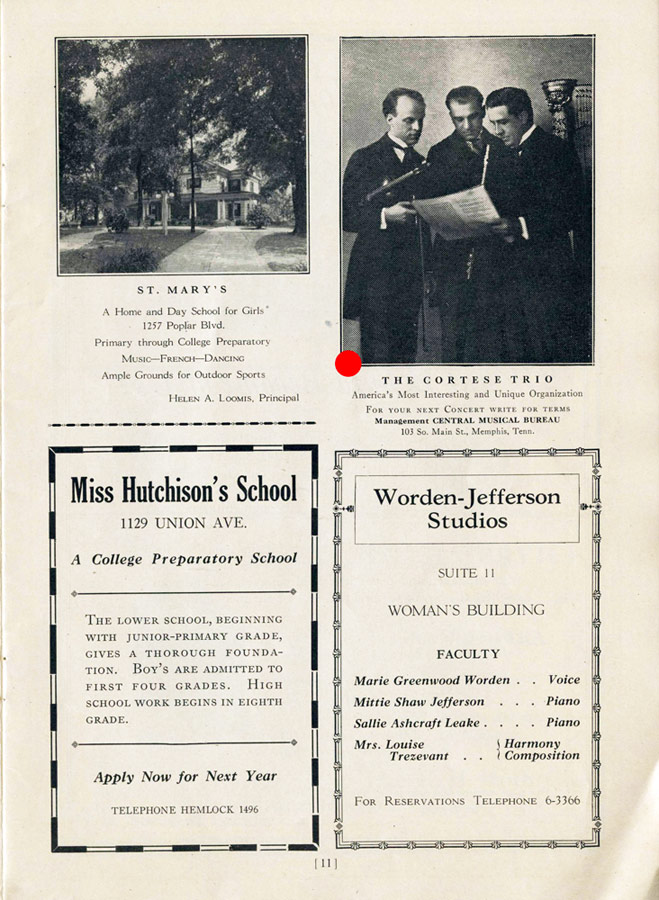 ST. MARY'S
A Home and Day School for Girls
1257 Poplar Blvd.
Primary through College Preparatory
MUSIC—FRENCH—DANCING
Ample Grounds for Outdoor Sports
HELEN A. LOOMIS, Principal
THE CORTESE TRIO
America's Most Interesting and Unique Organization
FOR YOUR NEXT CONCERT WRITE FOR TERMS
Management CENTRAL MUSICAL BUREAU
103 So. Main St., Memphis, Tenn.
Miss Hutchison's School
1129 UNION AVE.
A College Preparatory School
THE LOWER SCHOOL, BEGINNING
WITH JUNIOR-PRIMARY GRADE,
GIVES A THOROUGH FOUNDA-
TION. BOY'S ARE ADMITTED TO
FIRST FOUR GRADES. HIGH
SCHOOL WORK BEGINS IN EIGHTH
GRADE.
Apply Now for Next Year
TELEPHONE HEMLOCK 1496
Worden-Jefferson
Studios
SUITE 11
WOMAN'S BUILDING
FACULTY
Marie Greenwood Worden . . Voice
Mittie Shaw Jefferson . . . Piano
Sallie Ashcraft Leake . . . . Piano
Mrs. Louise { Harmony
Trezevant . . { Composition
FOR RESERVATIONS TELEPHONE 6-3366
[11]